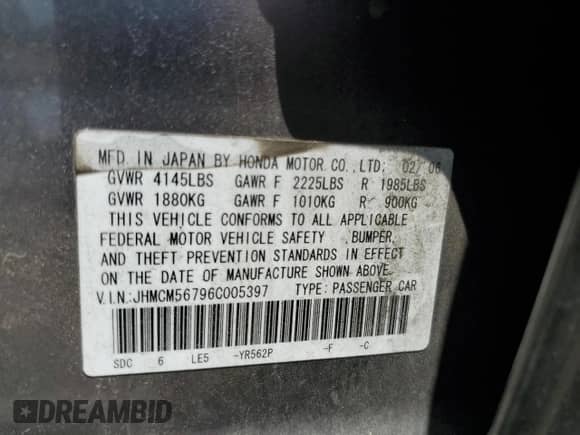 MFD. IN JAPAN BY HONDA MOTOR CO.,LTD; 02/ 06
GVWR 4145LBS GAWR F 2225LBS R 1985LBS
GVWR 1880KG GAWR F 1010KG R 900KG
THIS VEHICLE CONFORMS TO ALL APPLICABLE
FEDERAL MOTOR VEHICLE SAFETY ,BUMPER,
AND THEFT PREVENTION STANDARDS IN EFFECT
ON THE DATE OF MANUFACTURE SHOWN ABOVE.
V.I.N:JHMCM56796C005397 TYPE:PASSENGER CAR
SDC 6 LE5 -YR562P -F -C
DREAMBID